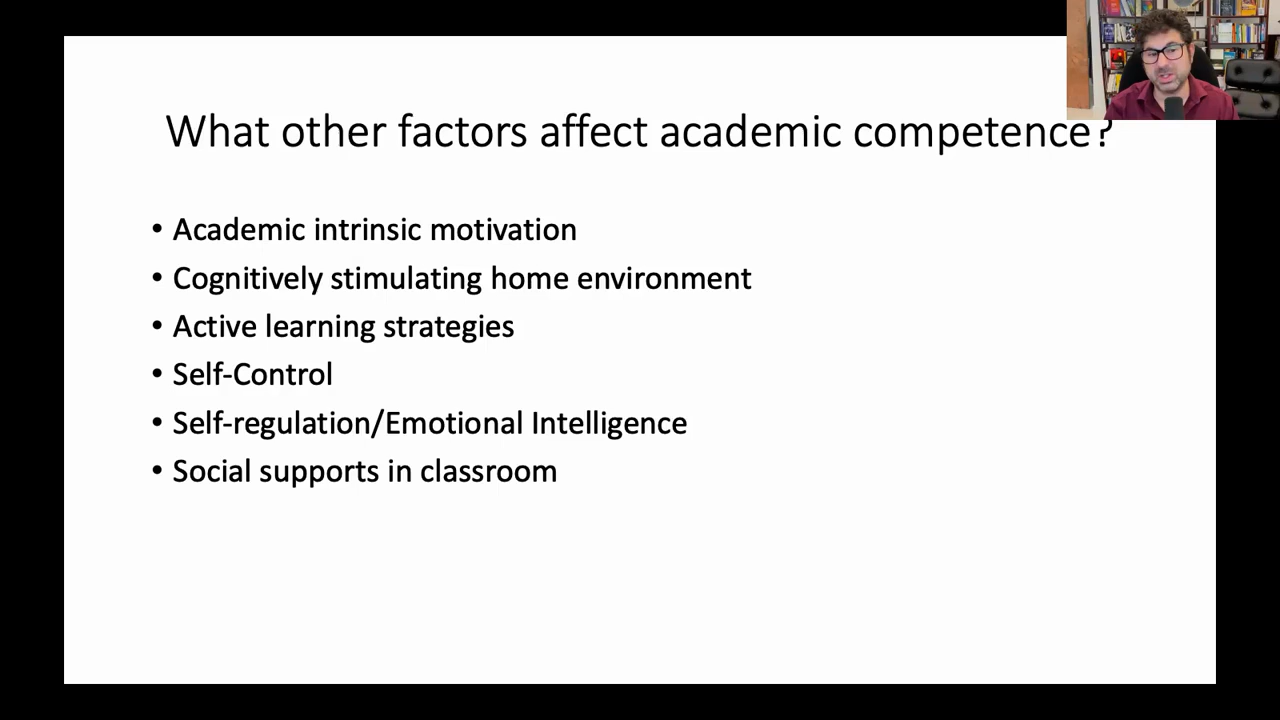 What other factors affect academic competence?
• Academic intrinsic motivation
• Cognitively stimulating home environment
• Active learning strategies
• Self-Control
• Self-regulation/Emotional Intelligence
• Social supports in classroom